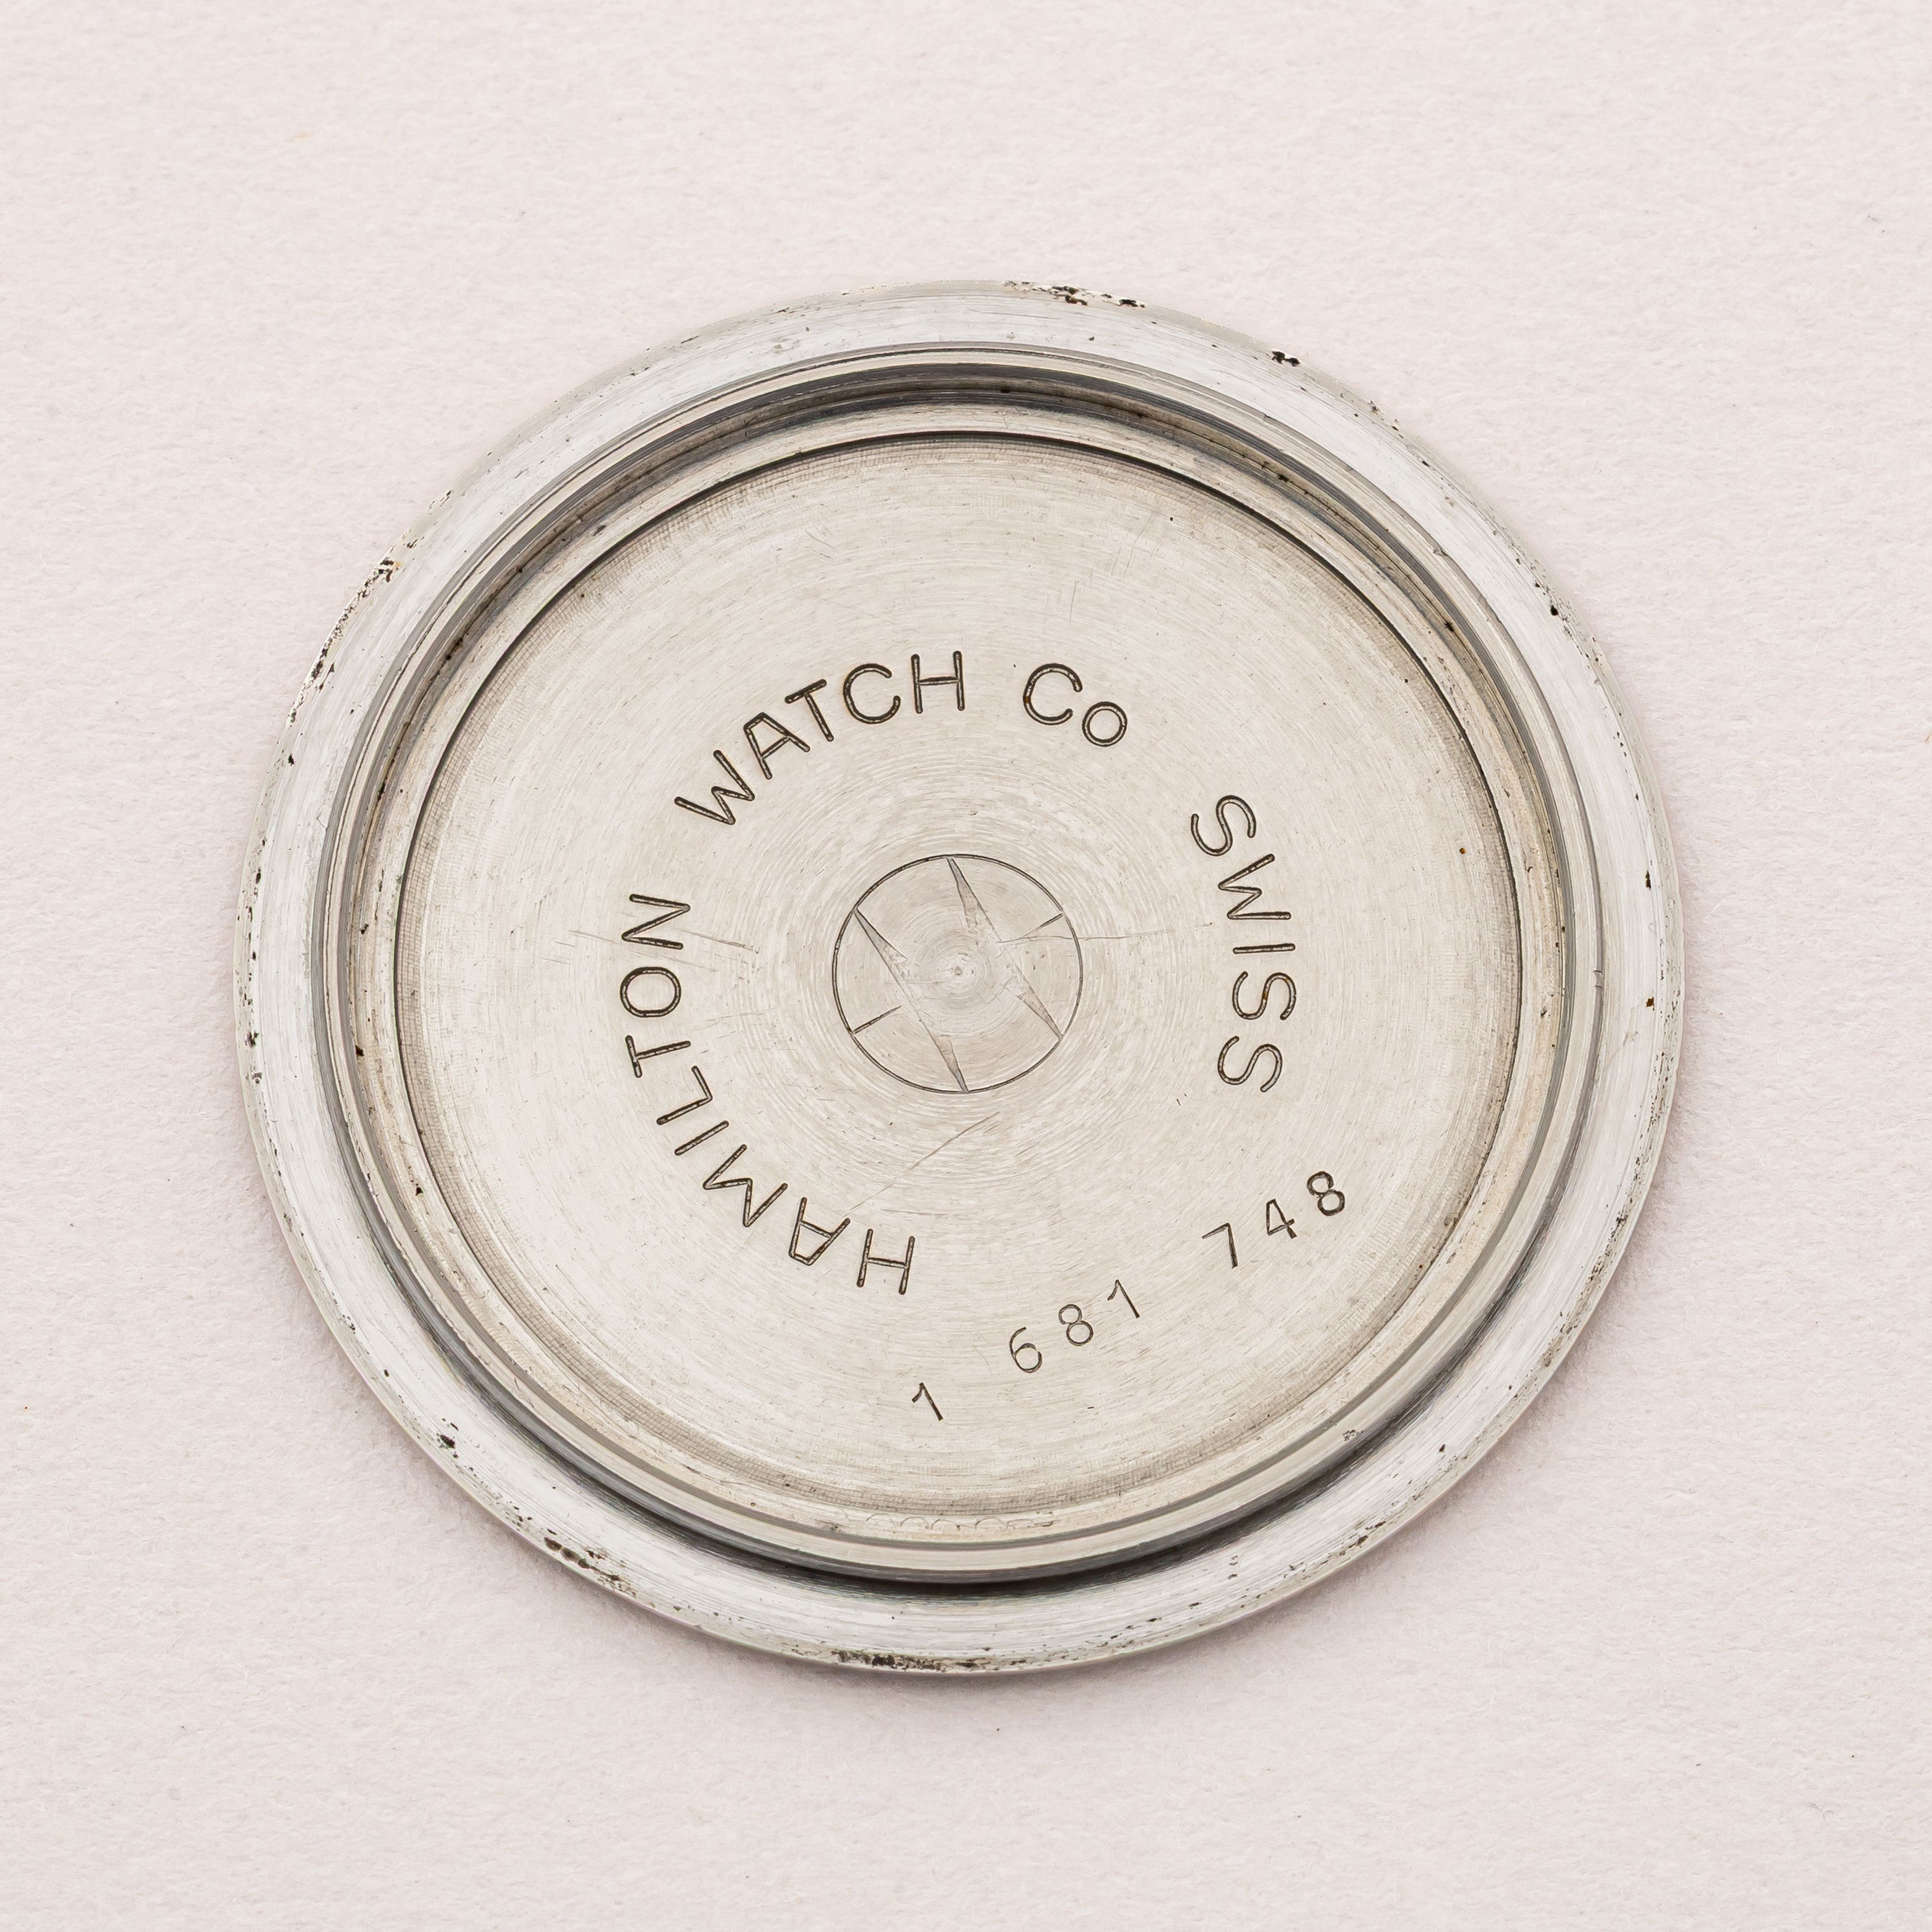 HAMILTON WATCH Co SWISS
1 681 748